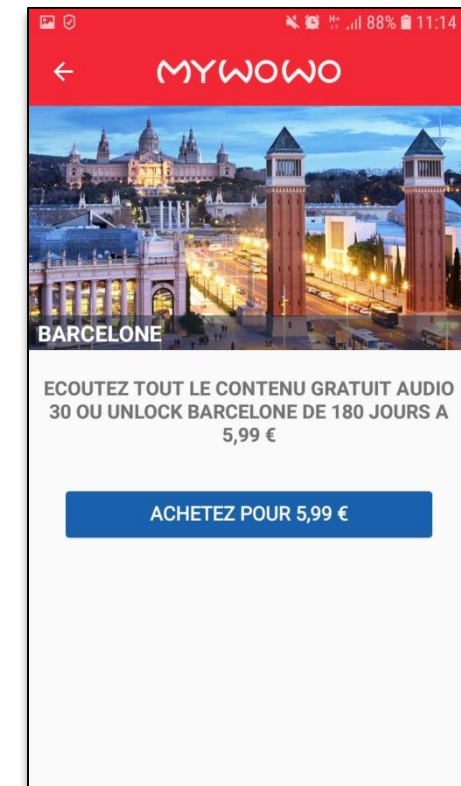 88% 11:14
MYWOWO
BARCELONE
ECOUTEZ TOUT LE CONTENU GRATUIT AUDIO
30 OU UNLOCK BARCELONE DE 180 JOURS A
5,99 €
ACHETEZ POUR 5,99 €